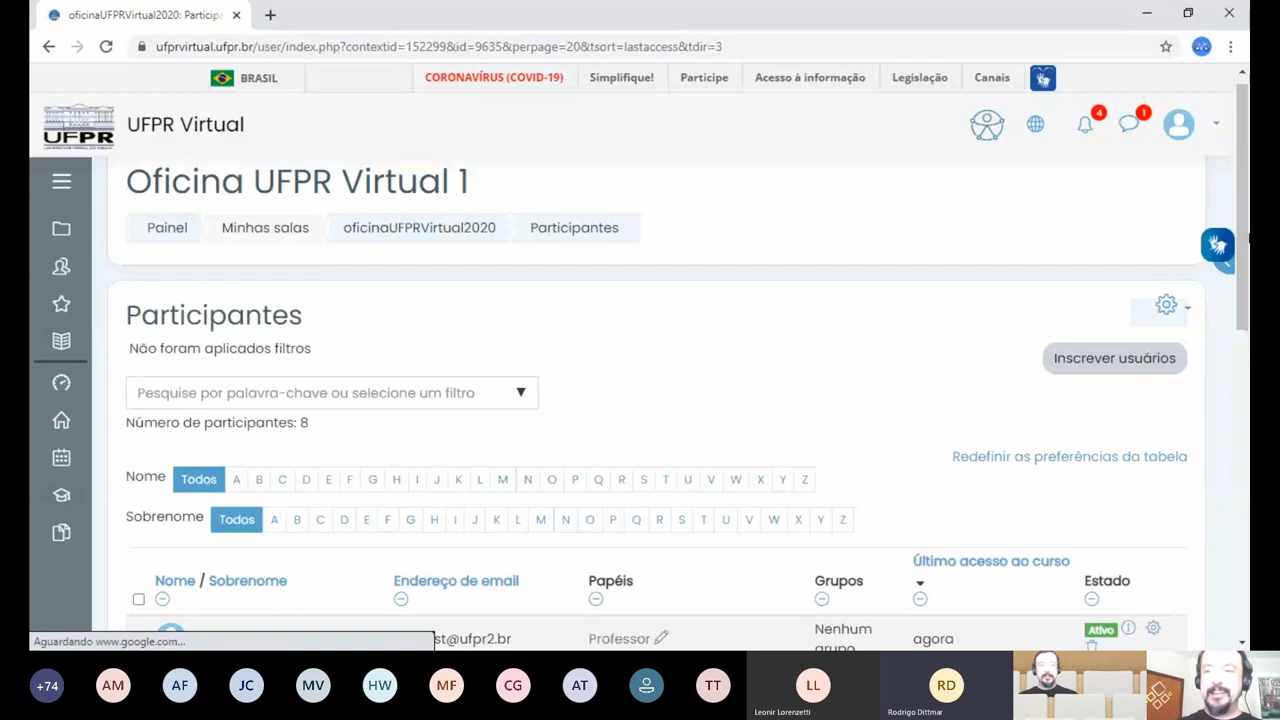 oficinaUFPRVirtual2020: Particip
ufprvirtual.ufpr.br/user/index.php?contextid=152299&id=9635&perpage=20&tsort=lastaccess&tdir=3
BRASIL
CORONAVÍRUS (COVID-19)
Simplifique!
Participe
Acesso à informação
Legislação
Canais
UFPR
UFPR Virtual
4
1
Oficina UFPR Virtual 1
Painel
Minhas salas
oficinaUFPRVirtual2020
Participantes
Participantes
Não foram aplicados filtros
Inscrever usuários
Pesquise por palavra-chave ou selecione um filtro ▼
Número de participantes: 8
Redefinir as preferências da tabela
Nome Todos A B C D E F G H I J K L M N O P Q R S T U V W X Y Z
Sobrenome Todos A B C D E F G H I J K L M N O P Q R S T U V W X Y Z
Nome / Sobrenome
Endereço de email
Papéis
Grupos
Último acesso ao curso
Estado
st@ufpr2.br
Professor
Nenhum
grupo
agora
Ativo
Aguardando www.google.com...
+74
AM
AF
JC
MV
HW
MF
CG
AT
TT
LL
Leonir Lorenzetti
RD
Rodrigo Dittmar